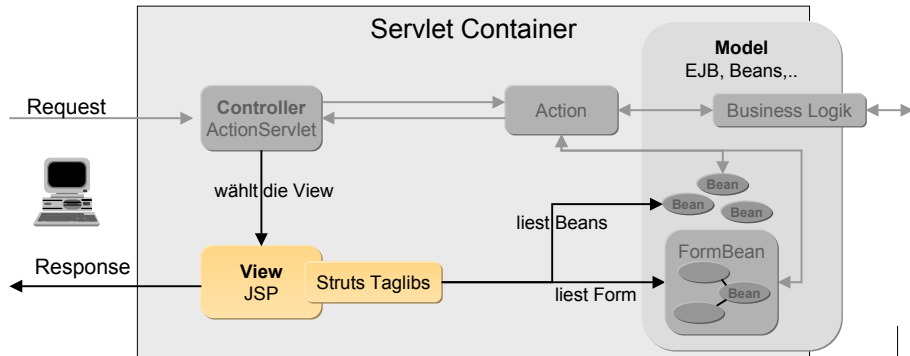 Servlet Container
Model
EJB, Beans,..
Request
Controller
ActionServlet
Action
Business Logik
wählt die View
Bean
Bean
Bean
liest Beans
Response
View
JSP
Struts Taglibs
liest Form
FormBean
Bean